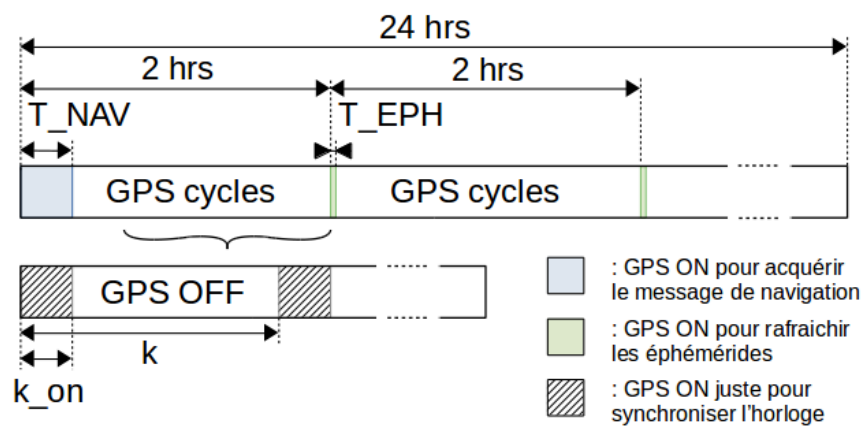 24 hrs
2 hrs 2 hrs
T_NAV T_EPH
GPS cycles GPS cycles
GPS OFF
k
k_on
: GPS ON pour acquérir
le message de navigation
: GPS ON pour rafraichir
les éphémérides
: GPS ON juste pour
synchroniser l'horloge